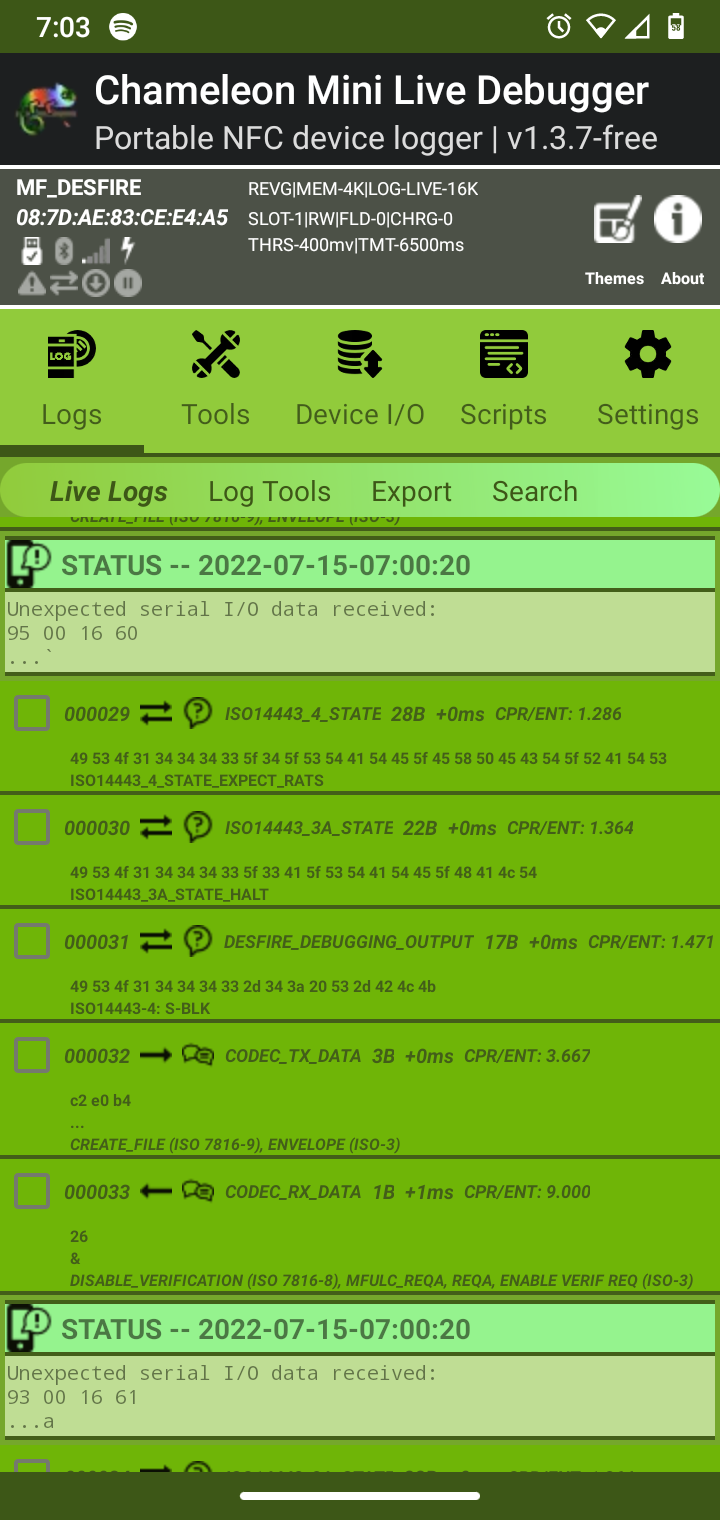 7:03
98
Chameleon Mini Live Debugger
Portable NFC device logger | v1.3.7-free
MF_DESFIRE
08:7D:AE:83:CE:E4:A5
REVG|MEM-4K|LOG-LIVE-16K
SLOT-1|RW|FLD-0|CHRG-0
THRS-400mv|TMT-6500ms
Themes About
LOG
Logs Tools Device I/O Scripts Settings
Live Logs Log Tools Export Search
CREATE_FILE (ISO 7816-9), ENVELOPE (ISO-3)
STATUS -- 2022-07-15-07:00:20
Unexpected serial I/O data received:
95 00 16 60
...`
000029 ISO14443_4_STATE 28B +0ms CPR/ENT: 1.286
49 53 4f 31 34 34 34 33 5f 34 5f 53 54 41 54 45 5f 45 58 50 45 43 54 5f 52 41 54 53
ISO14443_4_STATE_EXPECT_RATS
000030 ISO14443_3A_STATE 22B +0ms CPR/ENT: 1.364
49 53 4f 31 34 34 34 33 5f 33 41 5f 53 54 41 54 45 5f 48 41 4c 54
ISO14443_3A_STATE_HALT
000031 DESFIRE_DEBUGGING_OUTPUT 17B +0ms CPR/ENT: 1.471
49 53 4f 31 34 34 34 33 2d 34 3a 20 53 2d 42 4c 4b
ISO14443-4: S-BLK
000032 CODEC_TX_DATA 3B +0ms CPR/ENT: 3.667
c2 e0 b4
...
CREATE_FILE (ISO 7816-9), ENVELOPE (ISO-3)
000033 CODEC_RX_DATA 1B +1ms CPR/ENT: 9.000
26
&
DISABLE_VERIFICATION (ISO 7816-8), MFULC_REQA, REQA, ENABLE VERIF REQ (ISO-3)
STATUS -- 2022-07-15-07:00:20
Unexpected serial I/O data received:
93 00 16 61
...a